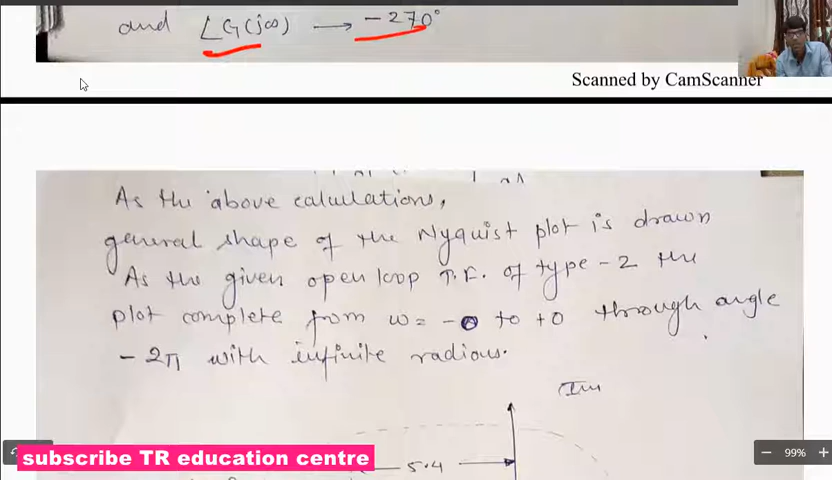 and ∠G(j∞) → -270°
Scanned by CamScanner
As the above calculations,
general shape of the Nyquist plot is drawn
As the given open loop T.F. of type-2 the
plot complete from ω = -0 to +0 through angle
-2π with infinite radious.
Im
5.4
subscribe TR education centre
99%